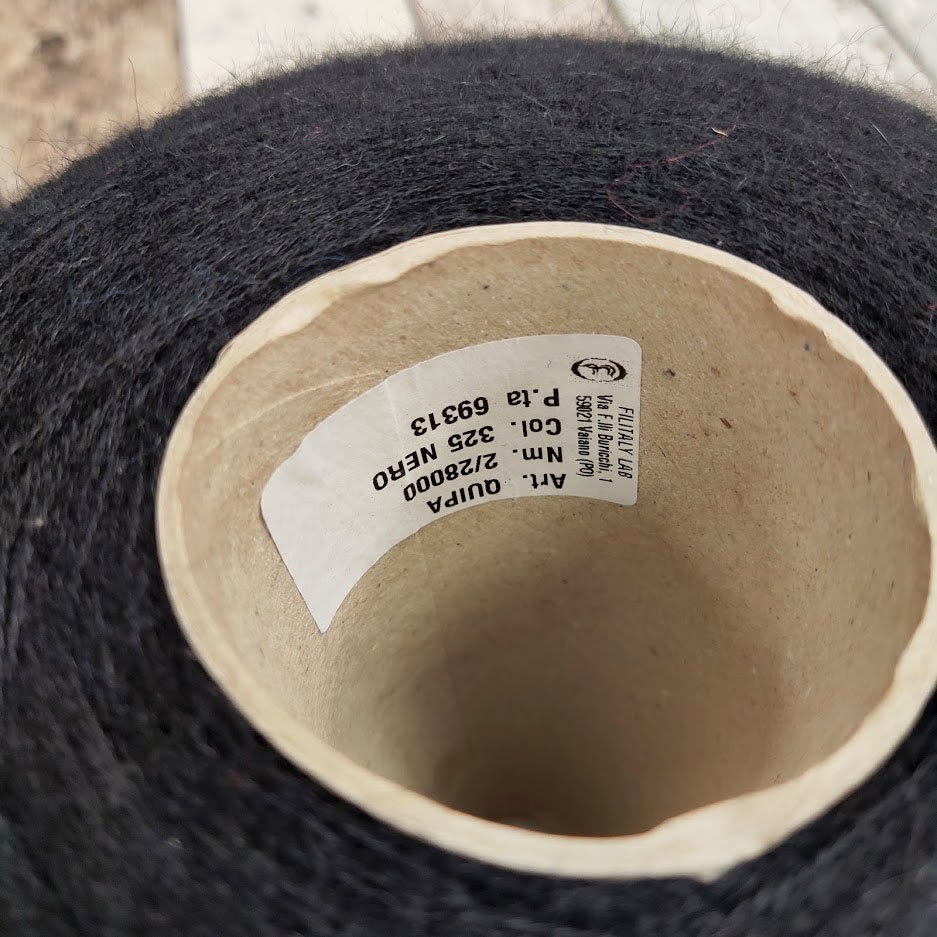 FILITALY LAB
Via F.lli Buricchi, 1
59021 Vaiano (PO)
Art. QUIPA
Nm. 2/28000
Col. 325 NERO
P.ta 69313